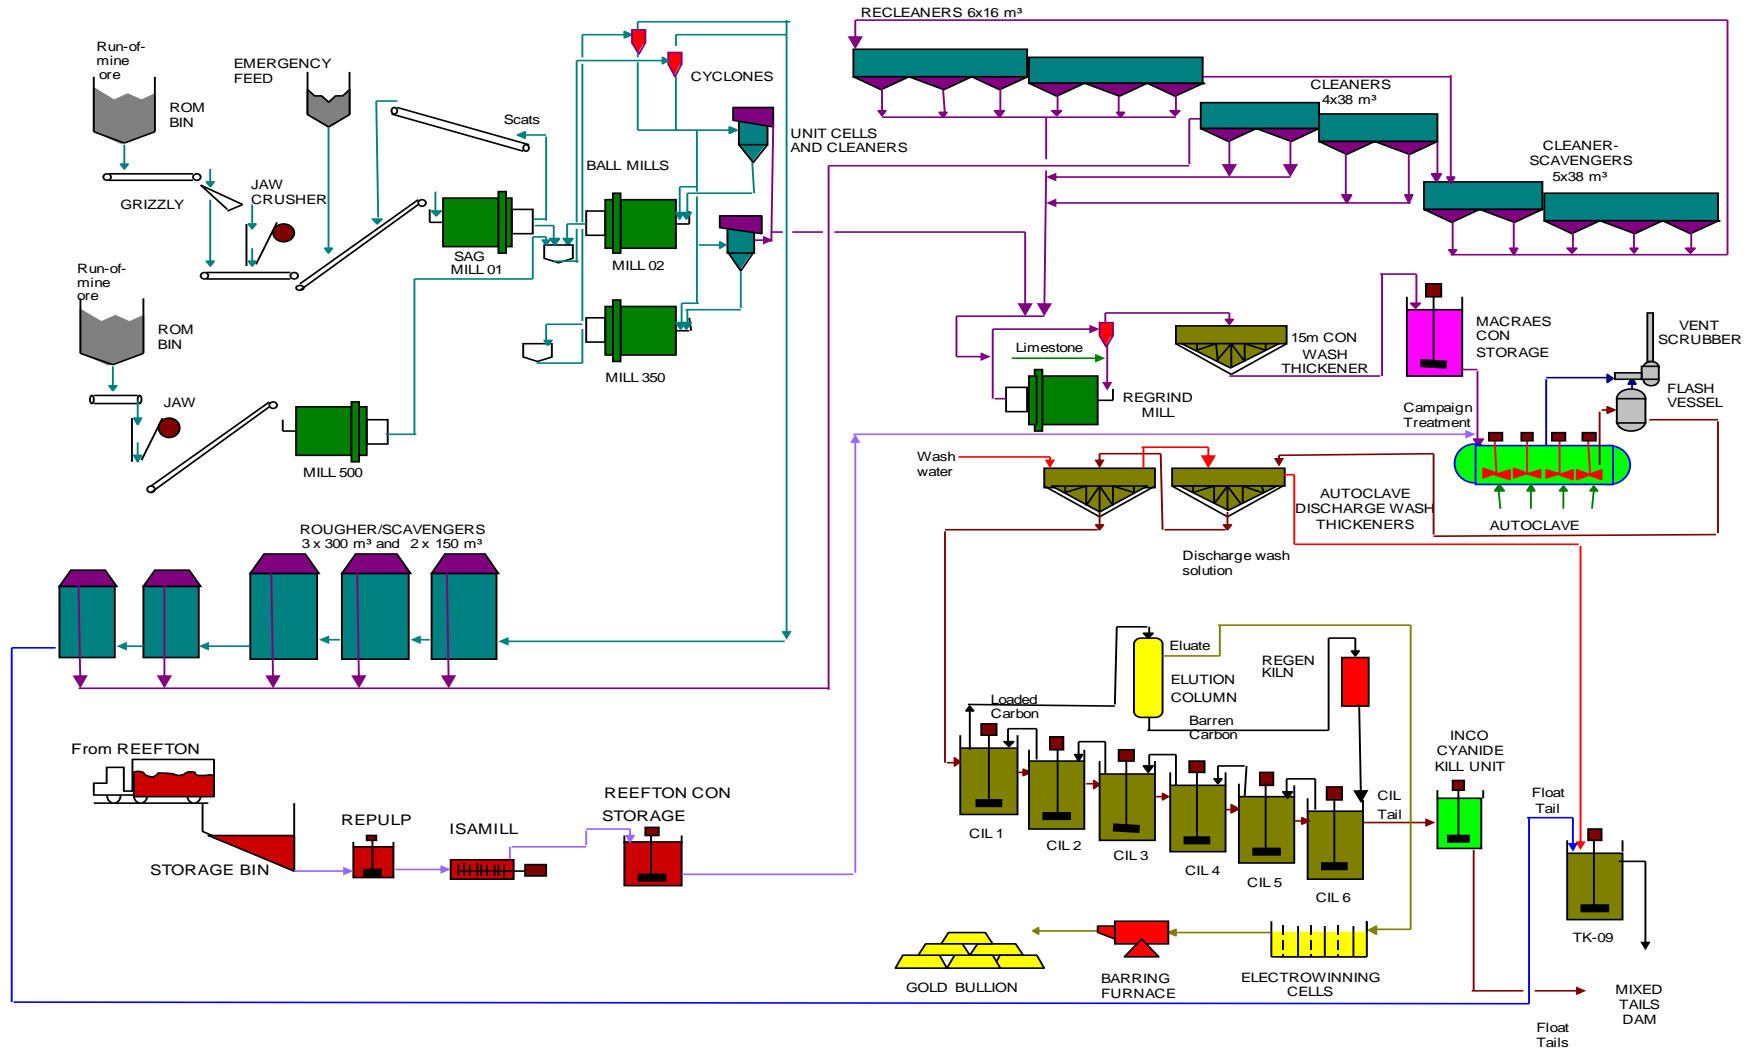 RECLEANERS 6x16 m³
Run-of-
mine
ore
ROM
BIN
EMERGENCY
FEED
CYCLONES
Scats
UNIT CELLS
AND CLEANERS
CLEANERS
4x38 m³
CLEANER-
SCAVENGERS
5x38 m³
BALL MILLS
JAW
CRUSHER
GRIZZLY
SAG
MILL 01
MILL 02
Run-of-
mine
ore
ROM
BIN
MILL 350
JAW
MILL 500
Limestone
15m CON
WASH
THICKENER
REGRIND
MILL
MACRAES
CON
STORAGE
VENT
SCRUBBER
FLASH
VESSEL
Campaign
Treatment
Wash
water
AUTOCLAVE
DISCHARGE WASH
THICKENERS
AUTOCLAVE
ROUGHER/SCAVENGERS
3 x 300 m³ and 2 x 150 m³
Discharge wash
solution
Eluate
ELUTION
COLUMN
REGEN
KILN
Loaded
Carbon
Barren
Carbon
INCO
CYANIDE
KILL UNIT
From REEFTON
STORAGE BIN
REPULP
ISAMILL
REEFTON CON
STORAGE
CIL 1
CIL 2
CIL 3
CIL 4
CIL 5
CIL 6
CIL
Tail
Float
Tail
TK-09
GOLD BULLION
BARRING
FURNACE
ELECTROWINNING
CELLS
MIXED
TAILS
DAM
Float
Tails